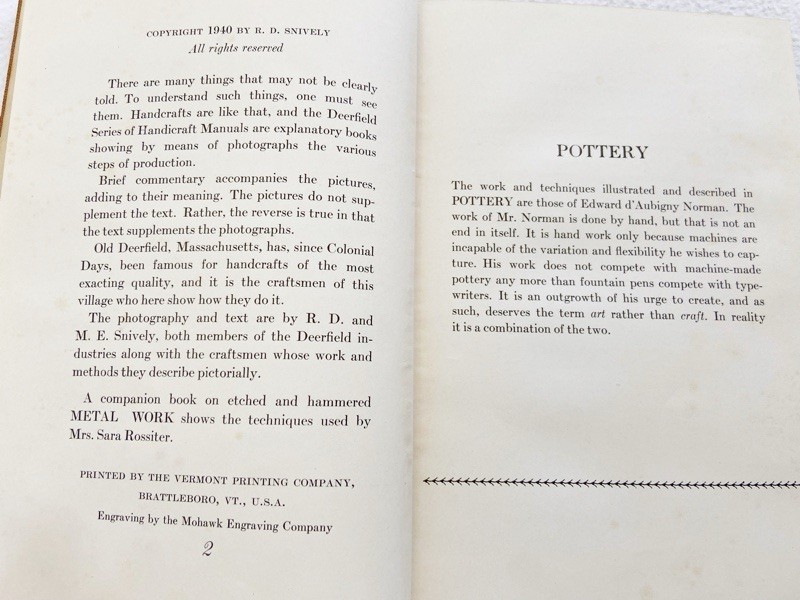 COPYRIGHT 1940 BY R. D. SNIVELY
All rights reserved
There are many things that may not be clearly
told. To understand such things, one must see
them. Handcrafts are like that, and the Deerfield
Series of Handicraft Manuals are explanatory books
showing by means of photographs the various
steps of production.
Brief commentary accompanies the pictures,
adding to their meaning. The pictures do not sup-
plement the text. Rather, the reverse is true in that
the text supplements the photographs.
Old Deerfield, Massachusetts, has, since Colonial
Days, been famous for handcrafts of the most
exacting quality, and it is the craftsmen of this
village who here show how they do it.
The photography and text are by R. D. and
M. E. Snively, both members of the Deerfield in-
dustries along with the craftsmen whose work and
methods they describe pictorially.
A companion book on etched and hammered
METAL WORK shows the techniques used by
Mrs. Sara Rossiter.
PRINTED BY THE VERMONT PRINTING COMPANY,
BRATTLEBORO, VT., U.S.A.
Engraving by the Mohawk Engraving Company
2
POTTERY
The work and techniques illustrated and described in
POTTERY are those of Edward d'Aubigny Norman. The
work of Mr. Norman is done by hand, but that is not an
end in itself. It is hand work only because machines are
incapable of the variation and flexibility he wishes to cap-
ture. His work does not compete with machine-made
pottery any more than fountain pens compete with type-
writers. It is an outgrowth of his urge to create, and as
such, deserves the term art rather than craft. In reality
it is a combination of the two.